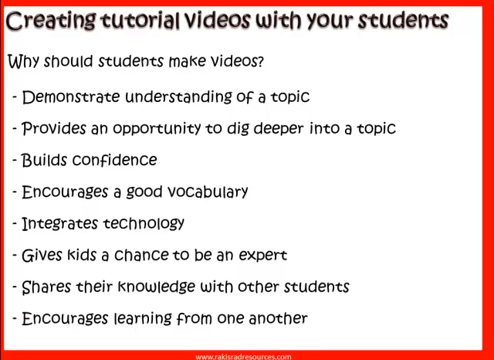 Creating tutorial videos with your students
Why should students make videos?
- Demonstrate understanding of a topic
- Provides an opportunity to dig deeper into a topic
- Builds confidence
- Encourages a good vocabulary
- Integrates technology
- Gives kids a chance to be an expert
- Shares their knowledge with other students
- Encourages learning from one another
www.rakisradresources.com